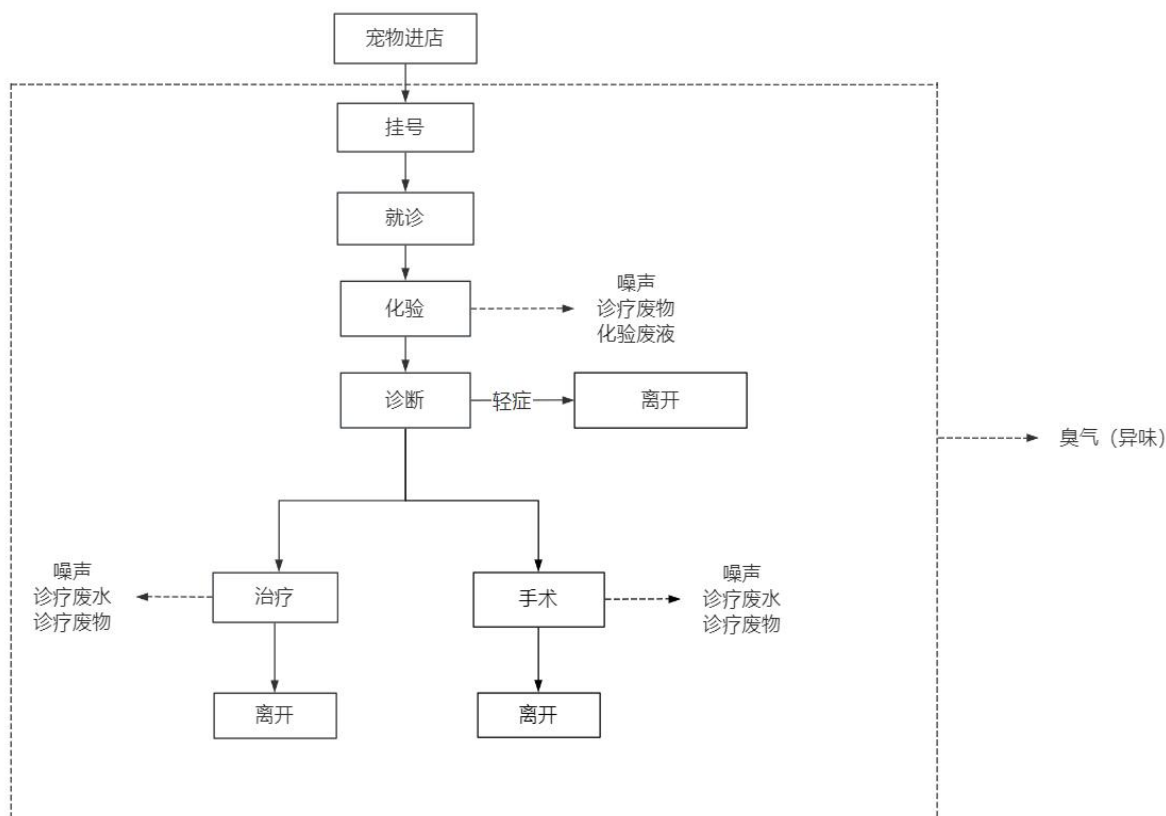 宠物进店
挂号
就诊
化验
噪声
诊疗废物
化验废液
诊断
轻症
离开
臭气（异味）
噪声
诊疗废水
诊疗废物
治疗
手术
噪声
诊疗废水
诊疗废物
离开
离开